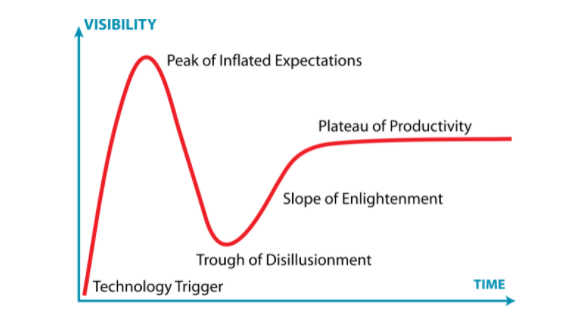 VISIBILITY
Peak of Inflated Expectations
Plateau of Productivity
Slope of Enlightenment
Trough of Disillusionment
Technology Trigger
TIME